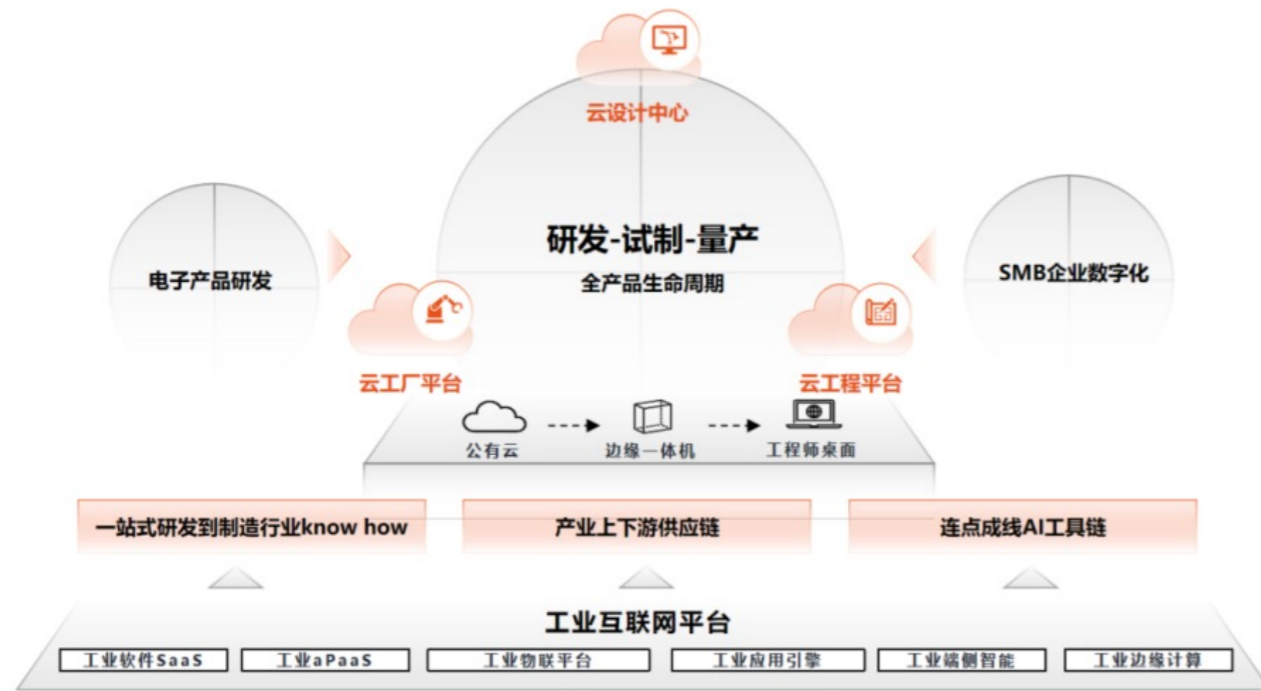 云设计中心
研发-试制-量产
全产品生命周期
电子产品研发
SMB企业数字化
云工厂平台
云工程平台
公有云
边缘一体机
工程师桌面
一站式研发到制造行业know how
产业上下游供应链
连点成线AI工具链
工业互联网平台
工业软件SaaS
工业aPaaS
工业物联平台
工业应用引擎
工业端侧智能
工业边缘计算